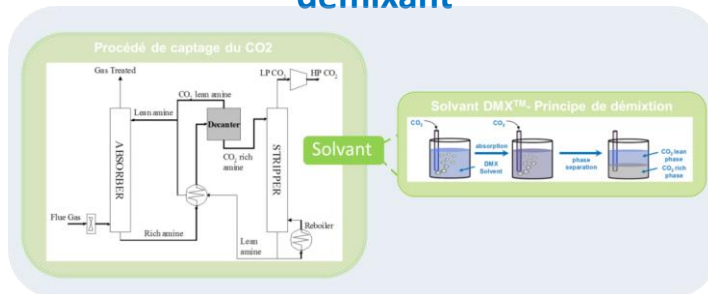 démixant
Procédé de captage du CO2
Gas Treated
LP CO₂
HP CO₂
CO₂ lean amine
Lean amine
Decanter
CO₂ rich
amine
ABSORBER
STRIPPER
Flue Gas
Rich amine
Lean
amine
Reboiler
Solvant
Solvant DMX™- Principe de démixtion
CO₂
CO₂
absorption
DMX
Solvent
phase
separation
CO₂ lean
phase
CO₂ rich
phase